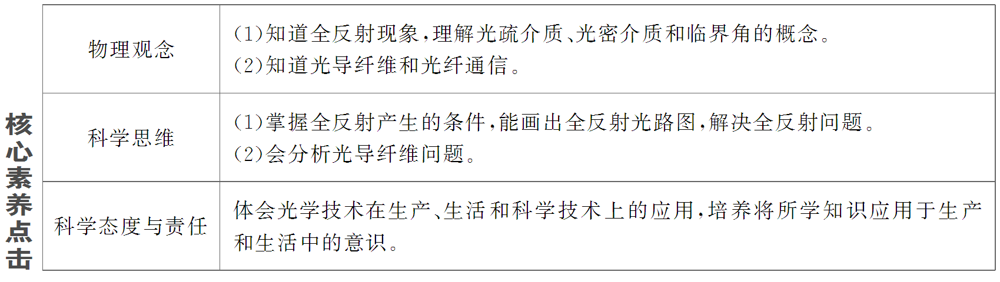 核心素养点击
物理观念
(1)知道全反射现象,理解光疏介质、光密介质和临界角的概念。
(2)知道光导纤维和光纤通信。
科学思维
(1)掌握全反射产生的条件,能画出全反射光路图,解决全反射问题。
(2)会分析光导纤维问题。
科学态度与责任
体会光学技术在生产、生活和科学技术上的应用,培养将所学知识应用于生产
和生活中的意识。